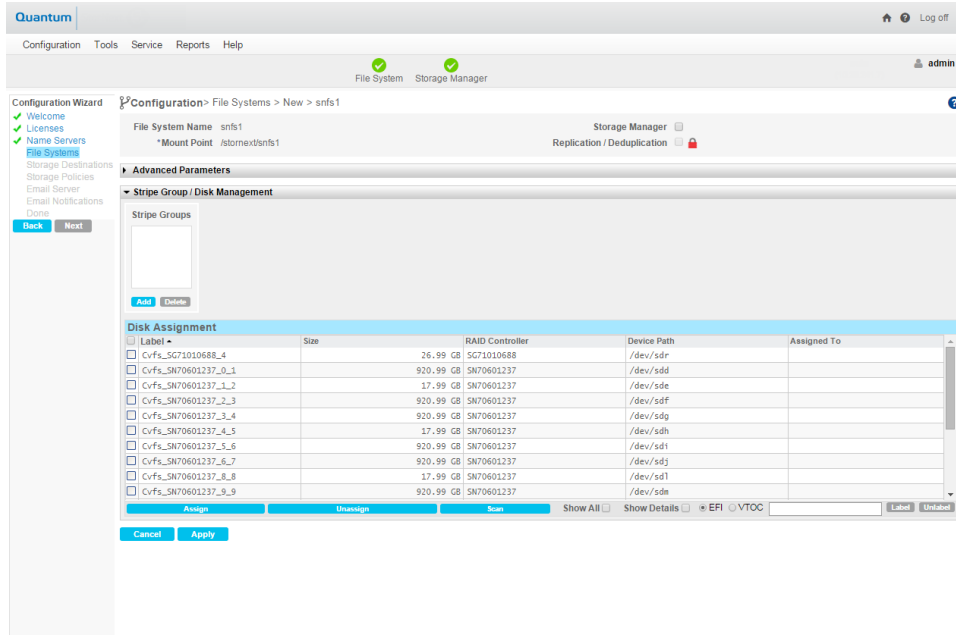 Quantum
Log off
Configuration Tools Service Reports Help
File System Storage Manager
admin
Configuration Wizard
Welcome
Licenses
Name Servers
File Systems
Storage Destinations
Storage Policies
Email Server
Email Notifications
Done
Back Next
Configuration> File Systems > New > snfs1
File System Name snfs1 Storage Manager
*Mount Point /stornext/snfs1 Replication / Deduplication
Advanced Parameters
Stripe Group / Disk Management
Stripe Groups
Add Delete
Disk Assignment
Label Size RAID Controller Device Path Assigned To
Cvfs_SG71010688_4 26.99 GB SG71010688 /dev/sdr
Cvfs_SN70601237_0_1 920.99 GB SN70601237 /dev/sdd
Cvfs_SN70601237_1_2 17.99 GB SN70601237 /dev/sde
Cvfs_SN70601237_2_3 920.99 GB SN70601237 /dev/sdf
Cvfs_SN70601237_3_4 920.99 GB SN70601237 /dev/sdg
Cvfs_SN70601237_4_5 17.99 GB SN70601237 /dev/sdh
Cvfs_SN70601237_5_6 920.99 GB SN70601237 /dev/sdi
Cvfs_SN70601237_6_7 920.99 GB SN70601237 /dev/sdj
Cvfs_SN70601237_8_8 17.99 GB SN70601237 /dev/sdl
Cvfs_SN70601237_9_9 920.99 GB SN70601237 /dev/sdm
Assign Unassign Scan Show All Show Details EFI VTOC Label Unlabel
Cancel Apply